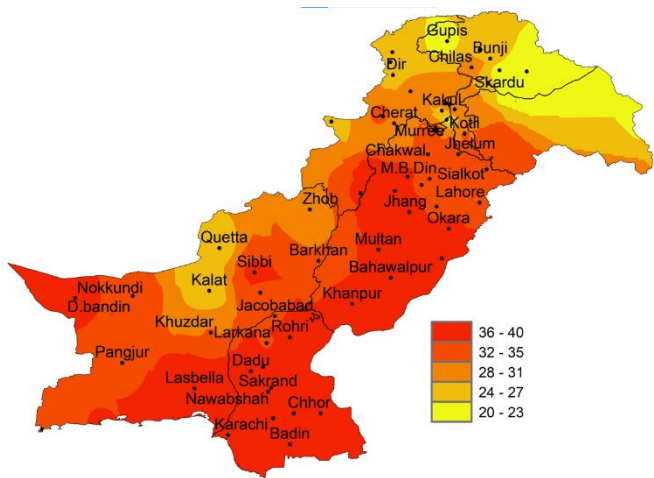 Gupis
Bunji
Chilas
Dir
Skardu
Kakul
Cherat
Kotli
Murree
Jhelum
Chakwal
M.B.Din
Sialkot
Zhob
Lahore
Jhang
Okara
Quetta
Multan
Barkhan
Sibbi
Bahawalpur
Kalat
Nokkundi
D.bandin
Jacobabad
Khanpur
Khuzdar
Larkana
Rohri
Pangjur
Dadu
Lasbella
Sakrand
Nawabshah
Chhor
Karachi
Badin
36 - 40
32 - 35
28 - 31
24 - 27
20 - 23